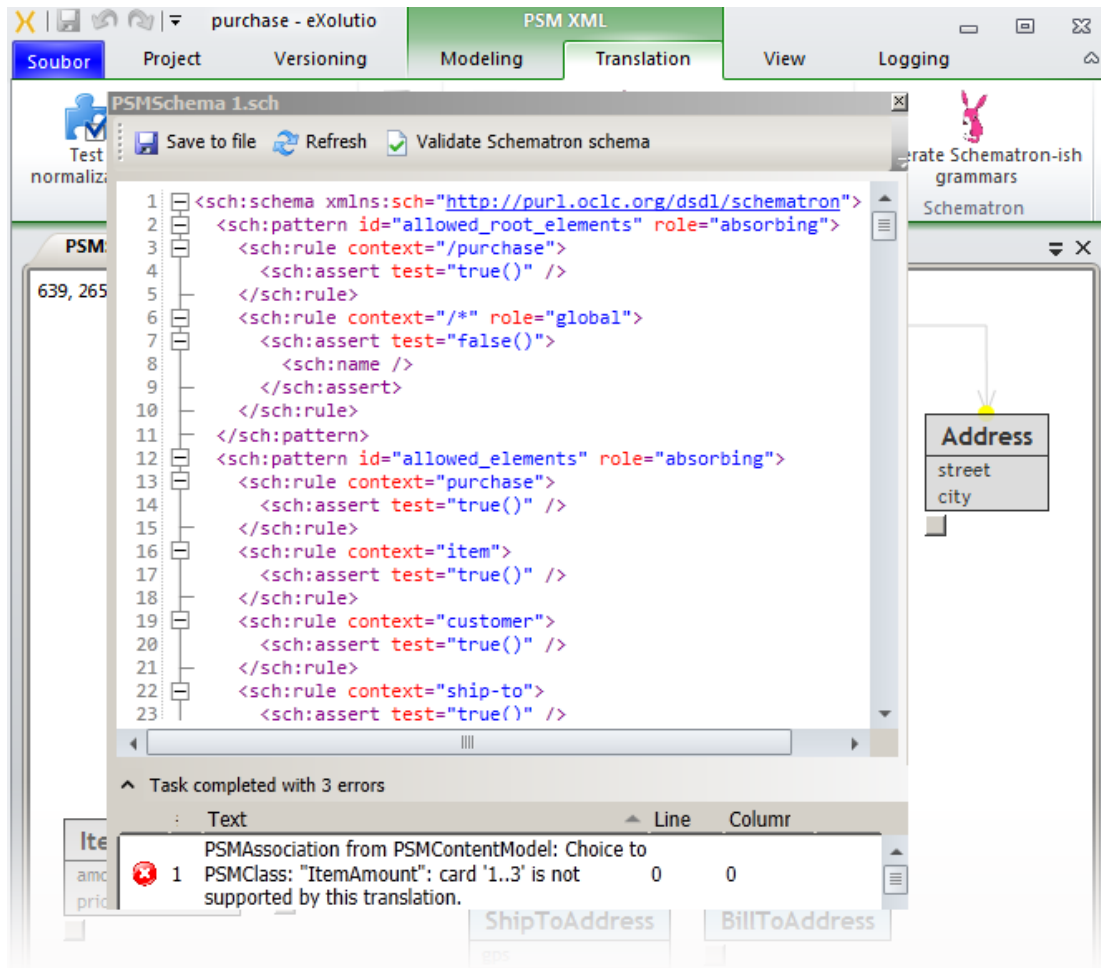 purchase - eXolutio
PSM XML
Soubor Project Versioning Modeling Translation View Logging
PSMSchema 1.sch
Save to file Refresh Validate Schematron schema
Test
Schematron-ish
grammars
Schematron
639, 265
1 <sch:schema xmlns:sch="http://purl.oclc.org/dsdl/schematron">
2 <sch:pattern id="allowed_root_elements" role="absorbing">
3 <sch:rule context="/purchase">
4 <sch:assert test="true()" />
5 </sch:rule>
6 <sch:rule context="/*" role="global">
7 <sch:assert test="false()">
8 <sch:name />
9 </sch:assert>
10 </sch:rule>
11 </sch:pattern>
12 <sch:pattern id="allowed_elements" role="absorbing">
13 <sch:rule context="purchase">
14 <sch:assert test="true()" />
15 </sch:rule>
16 <sch:rule context="item">
17 <sch:assert test="true()" />
18 </sch:rule>
19 <sch:rule context="customer">
20 <sch:assert test="true()" />
21 </sch:rule>
22 <sch:rule context="ship-to">
23 <sch:assert test="true()" />
Address
street
city
Task completed with 3 errors
Text Line Column
PSMAssociation from PSMContentModel: Choice to
1 PSMClass: "ItemAmount": card '1..3' is not 0 0
supported by this translation.
ShipToAddress BillToAddress
gps